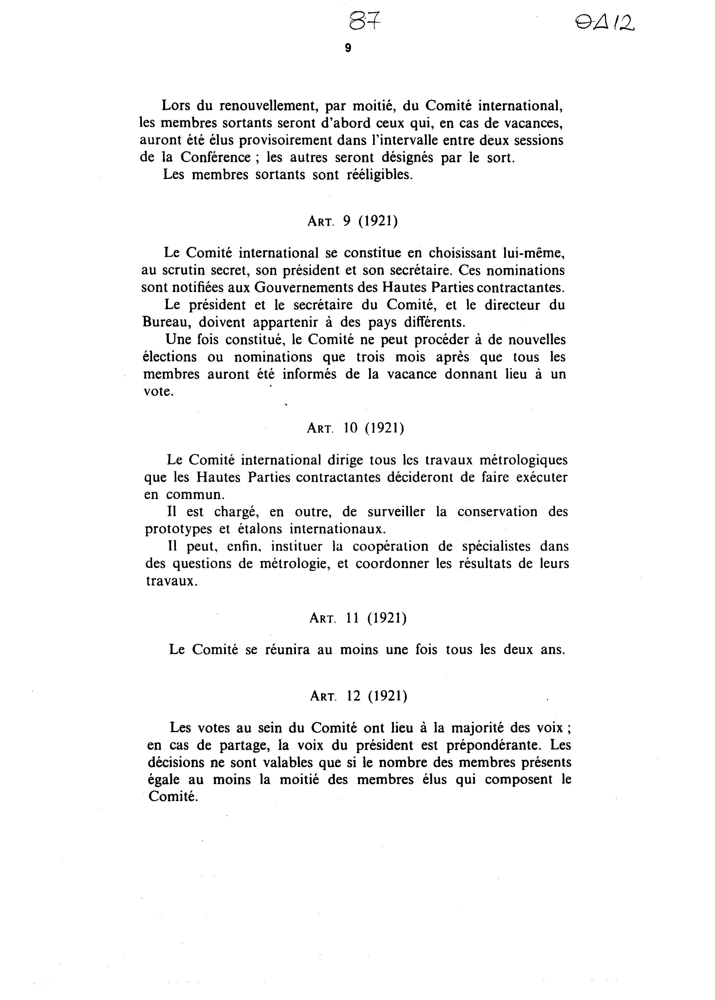 87
ΘΔ12
9
Lors du renouvellement, par moitié, du Comité international,
les membres sortants seront d'abord ceux qui, en cas de vacances,
auront été élus provisoirement dans l'intervalle entre deux sessions
de la Conférence ; les autres seront désignés par le sort.
Les membres sortants sont rééligibles.
ART. 9 (1921)
Le Comité international se constitue en choisissant lui-même,
au scrutin secret, son président et son secrétaire. Ces nominations
sont notifiées aux Gouvernements des Hautes Parties contractantes.
Le président et le secrétaire du Comité, et le directeur du
Bureau, doivent appartenir à des pays différents.
Une fois constitué, le Comité ne peut procéder à de nouvelles
élections ou nominations que trois mois après que tous les
membres auront été informés de la vacance donnant lieu à un
vote.
ART. 10 (1921)
Le Comité international dirige tous les travaux métrologiques
que les Hautes Parties contractantes décideront de faire exécuter
en commun.
Il est chargé, en outre, de surveiller la conservation des
prototypes et étalons internationaux.
Il peut, enfin, instituer la coopération de spécialistes dans
des questions de métrologie, et coordonner les résultats de leurs
travaux.
ART. 11 (1921)
Le Comité se réunira au moins une fois tous les deux ans.
ART. 12 (1921)
Les votes au sein du Comité ont lieu à la majorité des voix ;
en cas de partage, la voix du président est prépondérante. Les
décisions ne sont valables que si le nombre des membres présents
égale au moins la moitié des membres élus qui composent le
Comité.